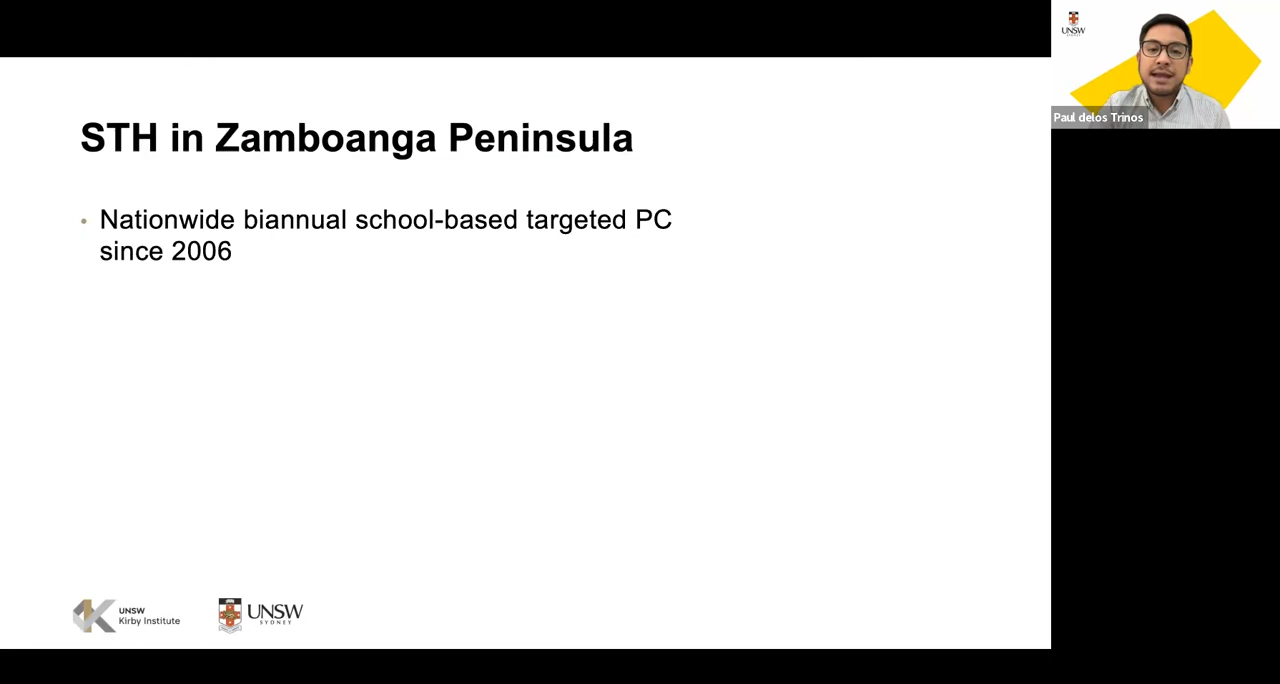 STH in Zamboanga Peninsula
• Nationwide biannual school-based targeted PC
since 2006
UNSW
Kirby Institute
UNSW
SYDNEY
UNSW
SYDNEY
Paul delos Trinos